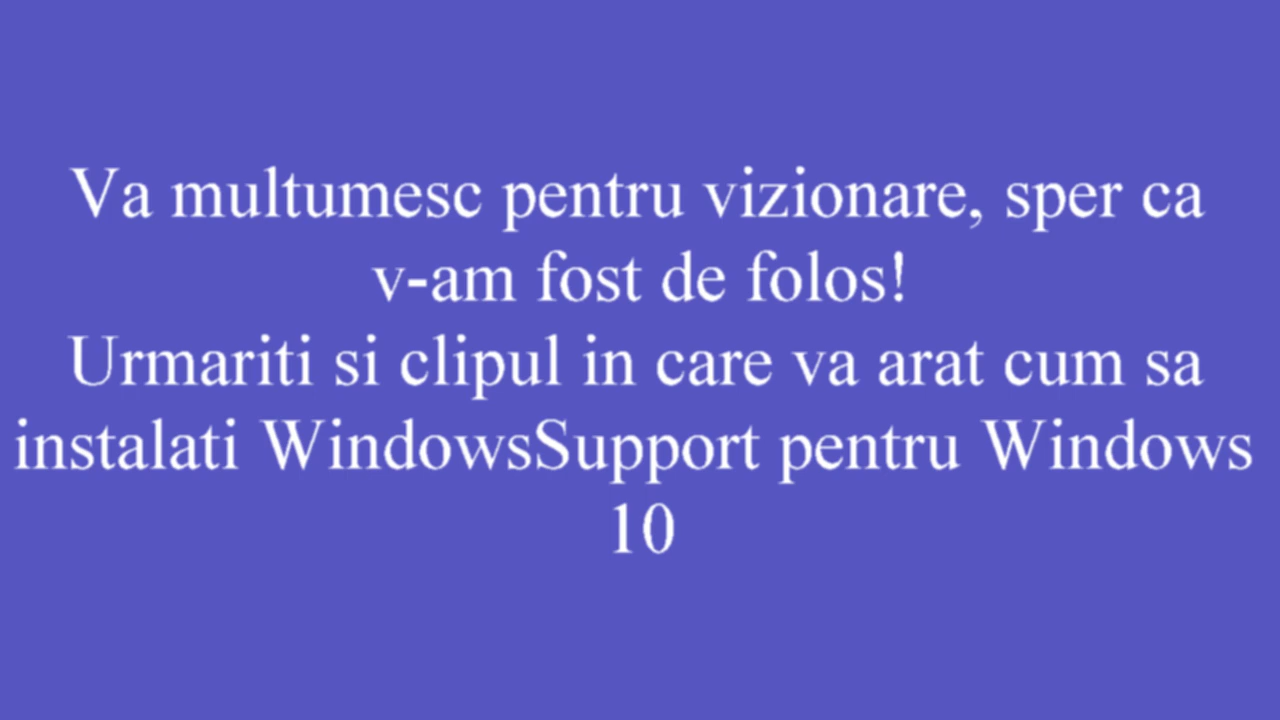 Va multumesc pentru vizionare, sper ca
v-am fost de folos!
Urmariti si clipul in care va arat cum sa
instalati WindowsSupport pentru Windows
10